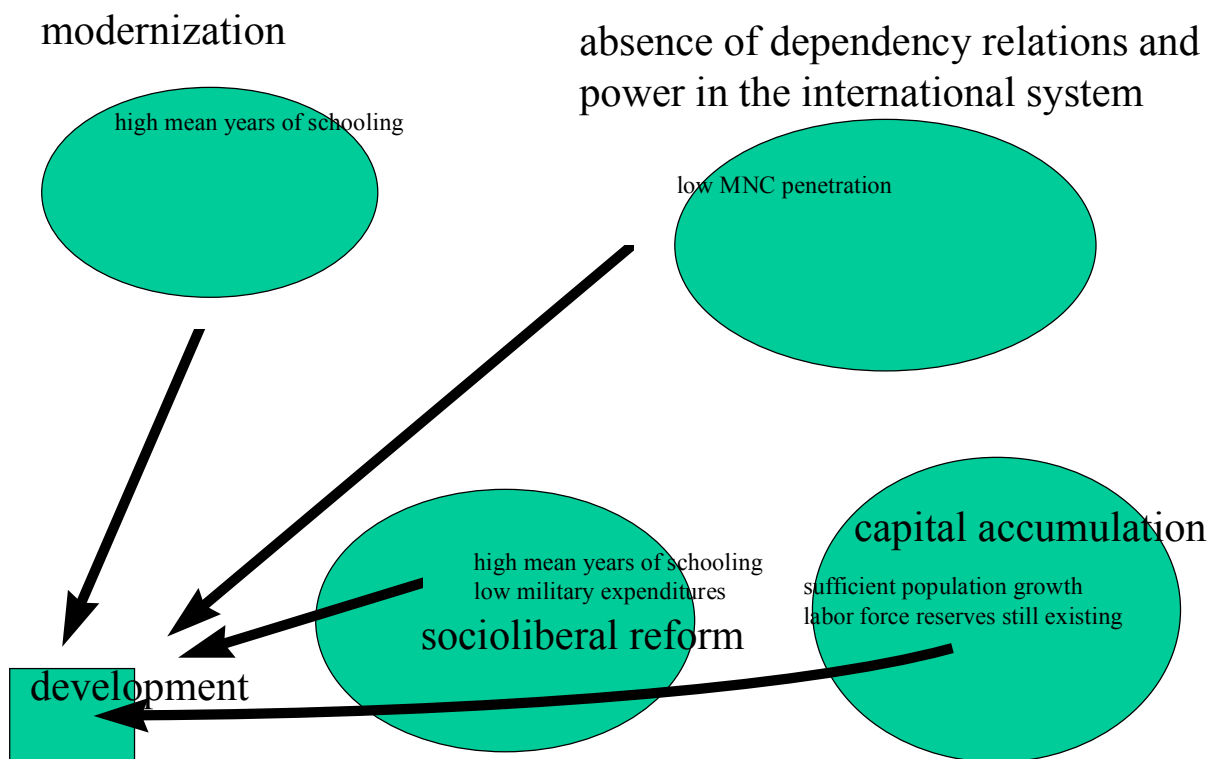 modernization
high mean years of schooling
absence of dependency relations and
power in the international system
low MNC penetration
high mean years of schooling
low military expenditures
socioliberal reform
capital accumulation
sufficient population growth
labor force reserves still existing
development